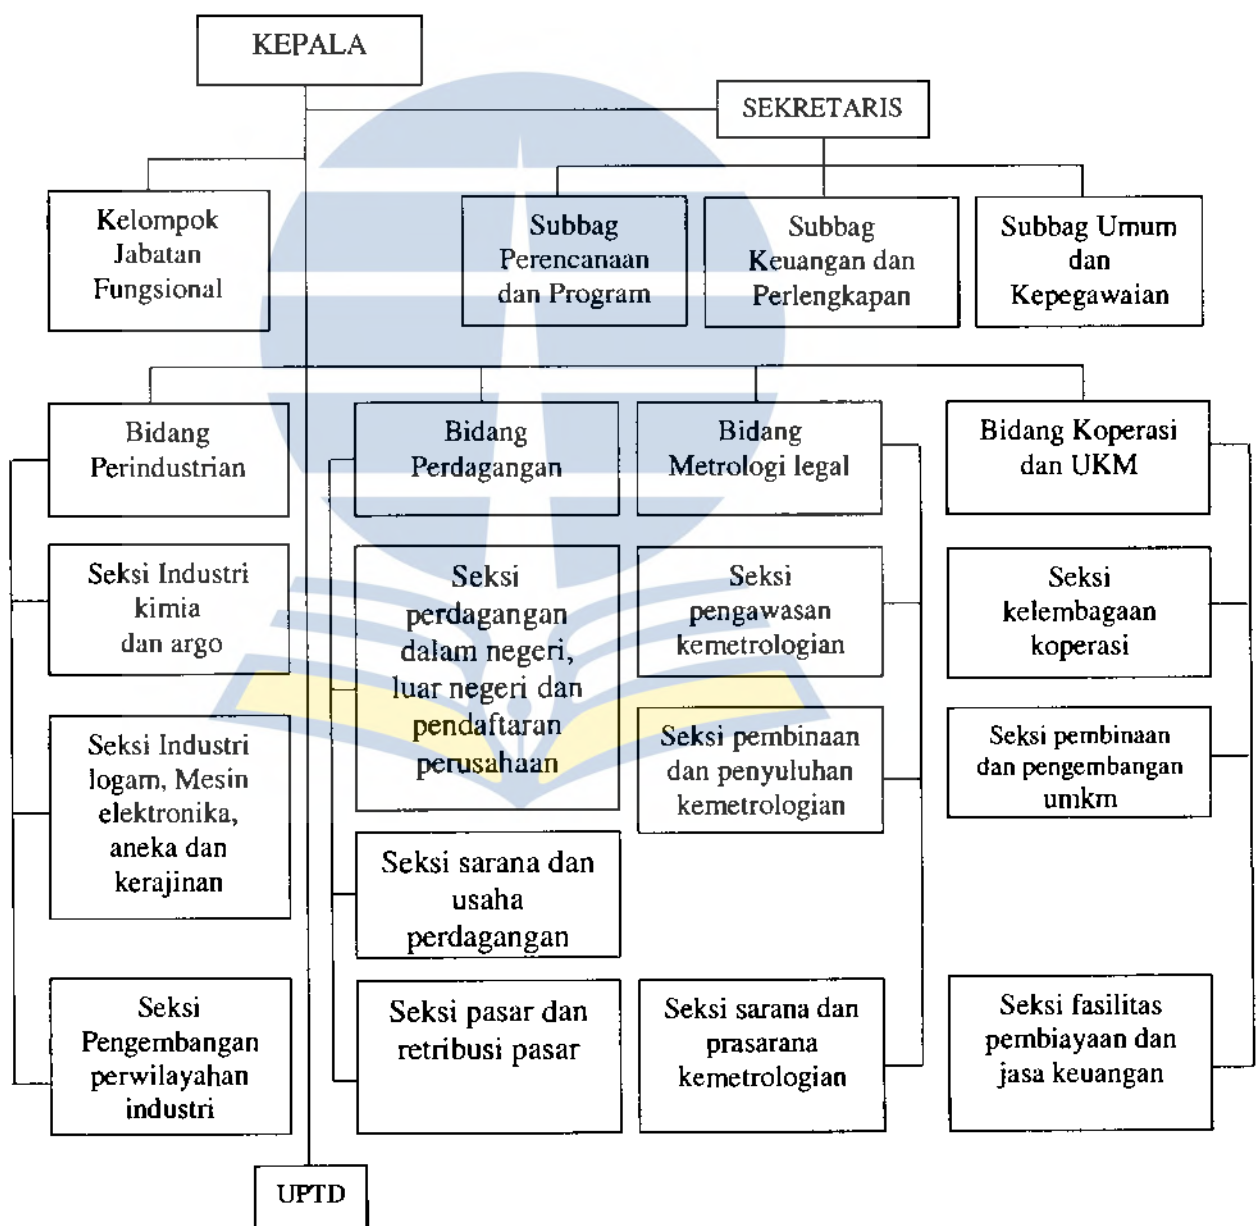 KEPALA
SEKRETARIS
Kelompok
Jabatan
Fungsional
Subbag
Perencanaan
dan Program
Subbag
Keuangan dan
Perlengkapan
Subbag Umum
dan
Kepegawaian
Bidang
Perindustrian
Bidang
Perdagangan
Bidang
Metrologi legal
Bidang Koperasi
dan UKM
Seksi Industri
kimia
dan argo
Seksi
perdagangan
dalam negeri,
luar negeri dan
pendaftaran
perusahaan
Seksi
pengawasan
kemetrologian
Seksi
kelembagaan
koperasi
Seksi Industri
logam, Mesin
elektronika,
aneka dan
kerajinan
Seksi pembinaan
dan penyuluhan
kemetrologian
Seksi pembinaan
dan pengembangan
umkm
Seksi sarana dan
usaha
perdagangan
Seksi
Pengembangan
perwilayahan
industri
Seksi pasar dan
retribusi pasar
Seksi sarana dan
prasarana
kemetrologian
Seksi fasilitas
pembiayaan dan
jasa keuangan
UPTD